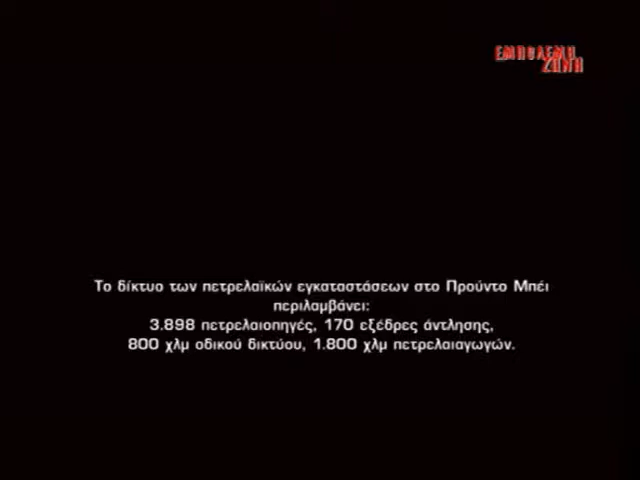 ΕΜΠΟΛΕΜΗ
ΖΩΝΗ
Το δίκτυο των πετρελαϊκών εγκαταστάσεων στο Προύντο Μπέι
περιλαμβάνει:
3.898 πετρελαιοπηγές, 170 εξέδρες άντλησης,
800 χλμ οδικού δικτύου, 1.800 χλμ πετρελαιαγωγών.